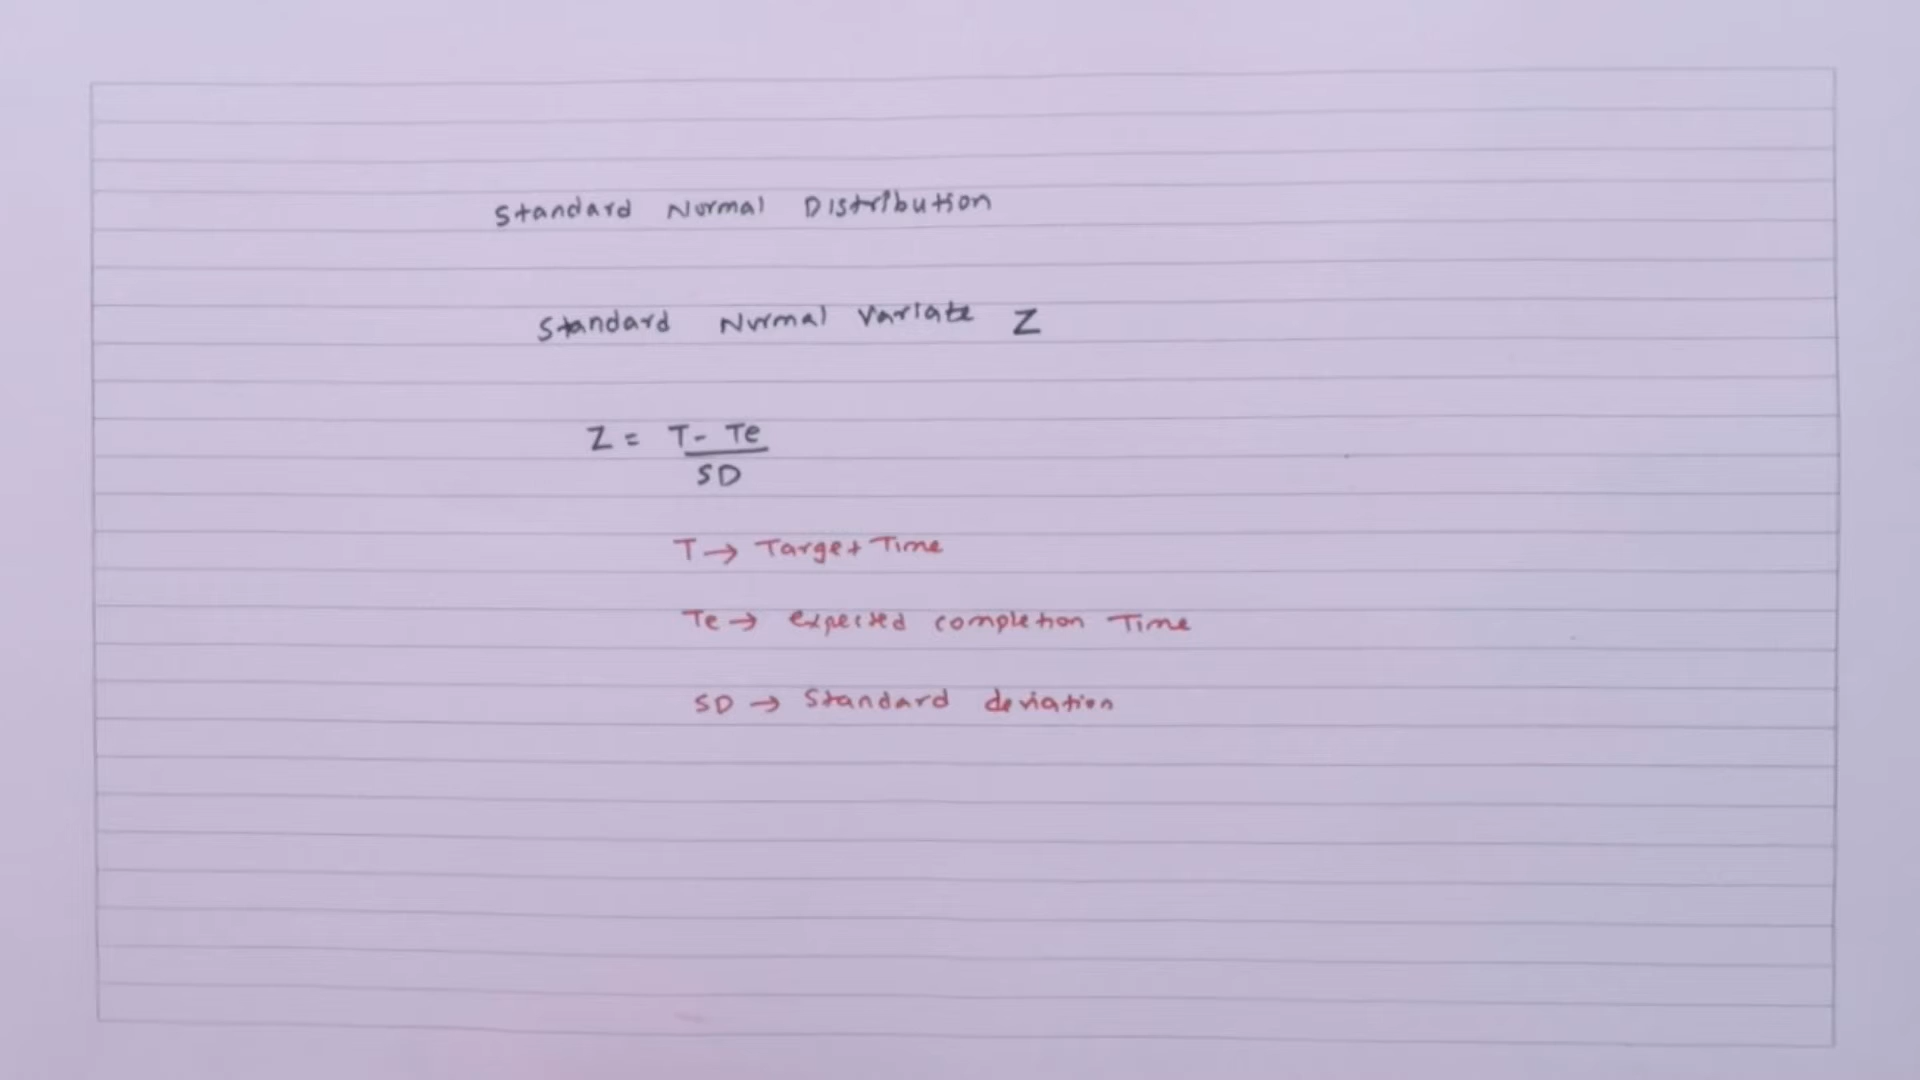 Standard Normal Distribution
Standard Normal Variate Z
Z = T - Te
SD
T → Target Time
Te → expected completion Time
SD → Standard deviation